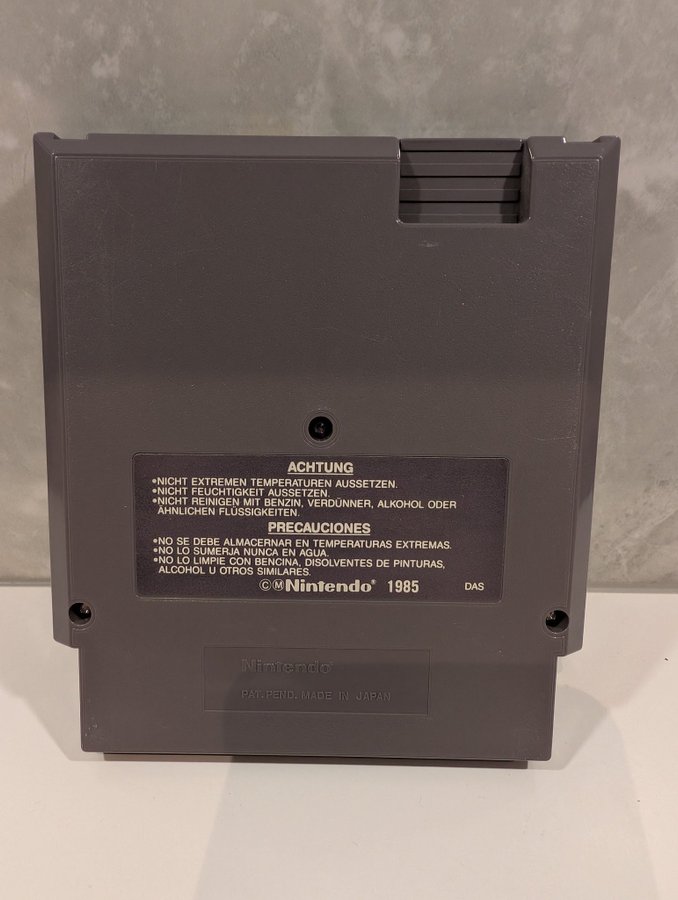 ACHTUNG
•NICHT EXTREMEN TEMPERATUREN AUSSETZEN.
•NICHT FEUCHTIGKEIT AUSSETZEN.
•NICHT REINIGEN MIT BENZIN, VERDÜNNER, ALKOHOL ODER
ÄHNLICHEN FLÜSSIGKEITEN.
PRECAUCIONES
•NO SE DEBE ALMACERNAR EN TEMPERATURAS EXTREMAS.
•NO LO SUMERJA NUNCA EN AGUA.
•NO LO LIMPIE CON BENCINA, DISOLVENTES DE PINTURAS,
ALCOHOL U OTROS SIMILARES.
©ⓂNintendo® 1985 DAS
Nintendo®
PAT. PEND. MADE IN JAPAN